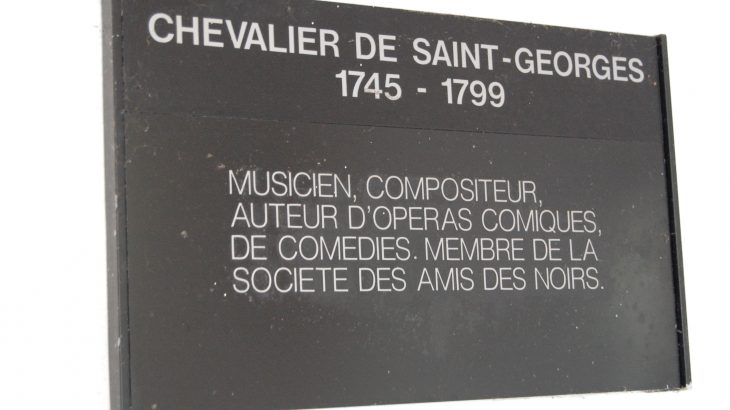 CHEVALIER DE SAINT-GEORGES
1745 - 1799
MUSICIEN, COMPOSITEUR,
AUTEUR D'OPERAS COMIQUES,
DE COMEDIES. MEMBRE DE LA
SOCIETE DES AMIS DES NOIRS.